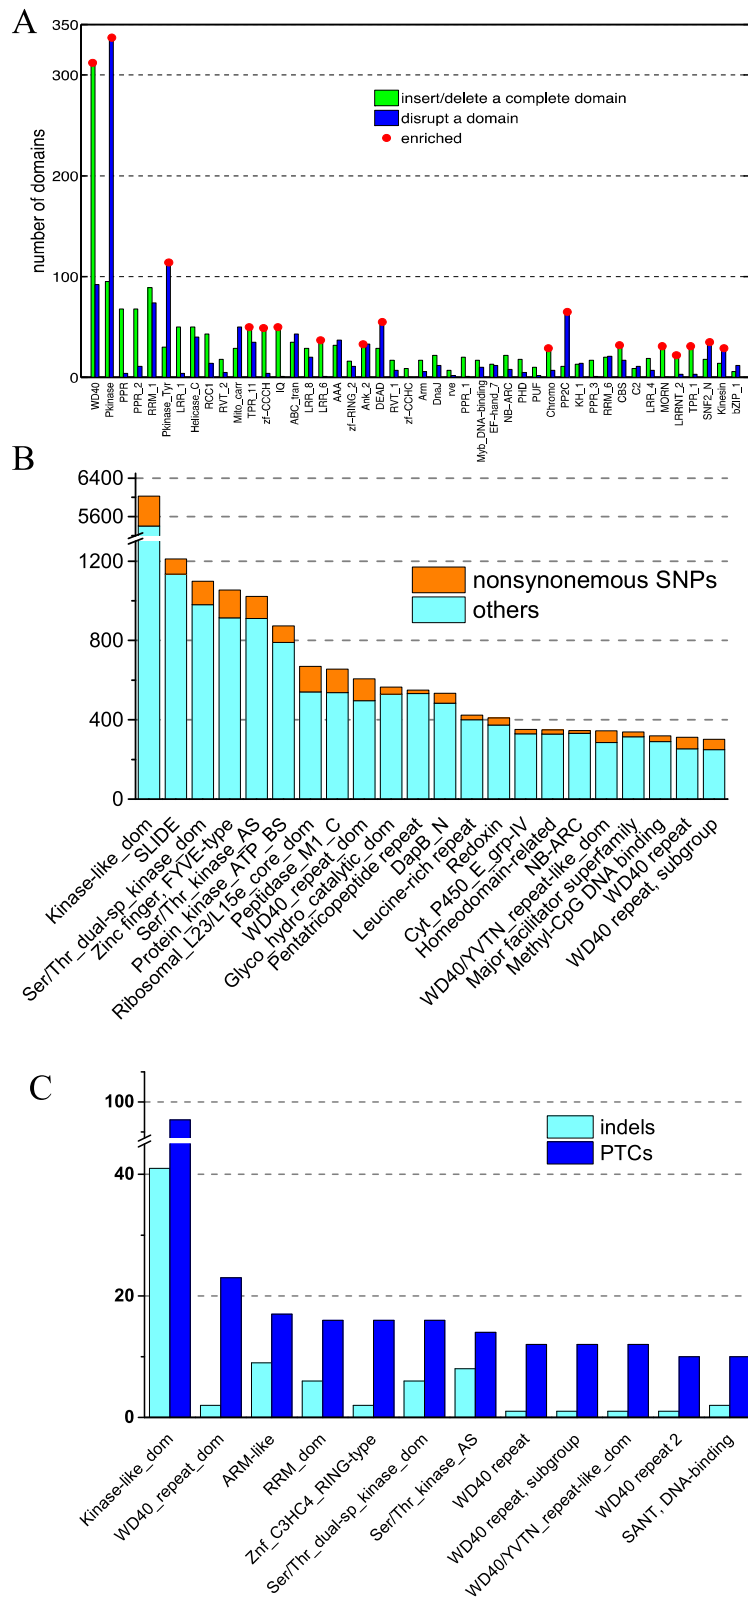 A
350
300
200
100
0
number of domains
insert/delete a complete domain
disrupt a domain
enriched
WD40
Pkinase
PPR
PPR_2
RRM_1
Pkinase_Tyr
LRR_1
Helicase_C
RCC1
RVT_2
Mito_carr
TPR_11
zf-CCCH
IQ
ABC_tran
LRR_8
LRR_6
AAA
zf-RING_2
Ank_2
DEAD
RVT_1
zf-CCHC
Arm
DnaJ
rve
PPR_1
Myb_DNA-binding
EF-hand_7
NB-ARC
PHD
PUF
Chromo
PP2C
KH_1
PPR_3
RRM_6
CBS
C2
LRR_4
MORN
LRRNT_2
TPR_1
SNF2_N
Kinesin
bZIP_1
B
6400
5600
1200
800
400
0
nonsynonemous SNPs
others
Kinase-like_dom
SLIDE
Ser/Thr_dual-sp_kinase_dom
Zinc finger, FYVE-type
Ser/Thr_kinase_AS
Protein_kinase_ATP_BS
Ribosomal_L23/L15e_core_dom
Peptidase_M1_C
WD40_repeat_dom
Glyco_hydro_catalytic_dom
Pentatricopeptide repeat
DapB_N
Leucine-rich repeat
Redoxin
Cyt_P450_E_grp-IV
Homeodomain-related
NB-ARC
WD40/YVTN_repeat-like_dom
Major facilitator superfamily
Methyl-CpG DNA binding
WD40 repeat
WD40 repeat, subgroup
C
100
40
20
0
indels
PTCs
Kinase-like_dom
WD40_repeat_dom
ARM-like
RRM_dom
Znf_C3HC4_RING-type
Ser/Thr_dual-sp_kinase_dom
Ser/Thr_kinase_AS
WD40 repeat
WD40 repeat, subgroup
WD40/YVTN_repeat-like_dom
WD40 repeat 2
SANT, DNA-binding